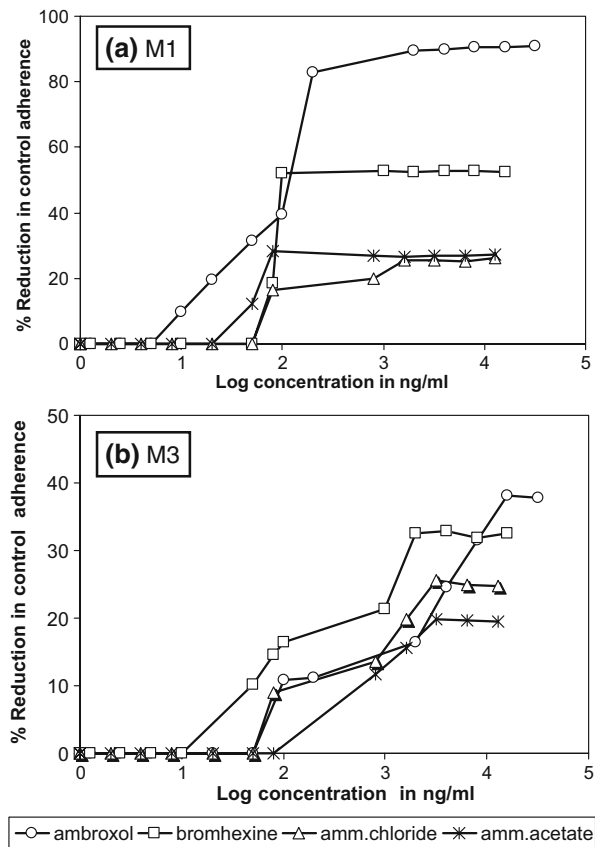 % Reduction in control adherence
100
80
60
40
20
0
(a) M1
0 1 2 3 4 5
Log concentration in ng/ml
% Reduction in control adherence
50
40
30
20
10
0
(b) M3
0 1 2 3 4 5
Log concentration in ng/ml
ambroxol bromhexine amm.chloride amm.acetate